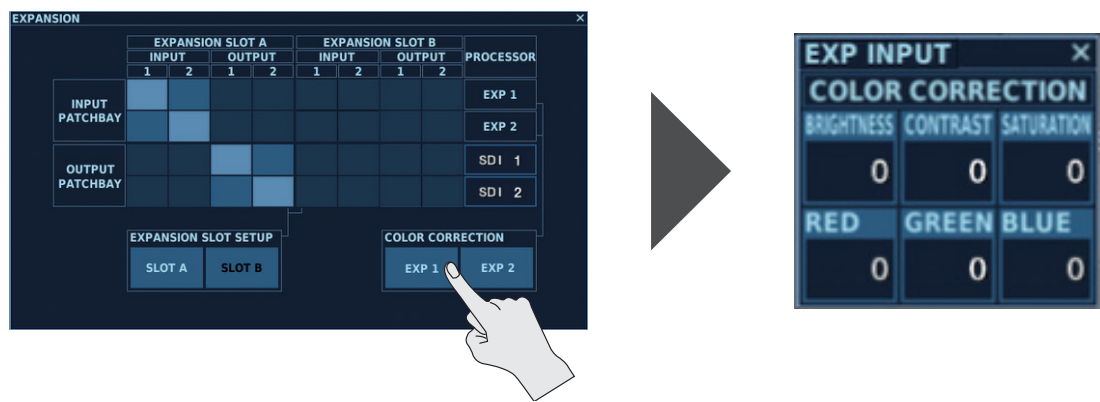 EXPANSION ×
EXPANSION SLOT A EXPANSION SLOT B PROCESSOR
INPUT OUTPUT INPUT OUTPUT
1 2 1 2 1 2 1 2
INPUT PATCHBAY
EXP 1
EXP 2
OUTPUT PATCHBAY
SDI 1
SDI 2
EXPANSION SLOT SETUP
SLOT A SLOT B
COLOR CORRECTION
EXP 1 EXP 2
EXP INPUT ×
COLOR CORRECTION
BRIGHTNESS CONTRAST SATURATION
0 0 0
RED GREEN BLUE
0 0 0